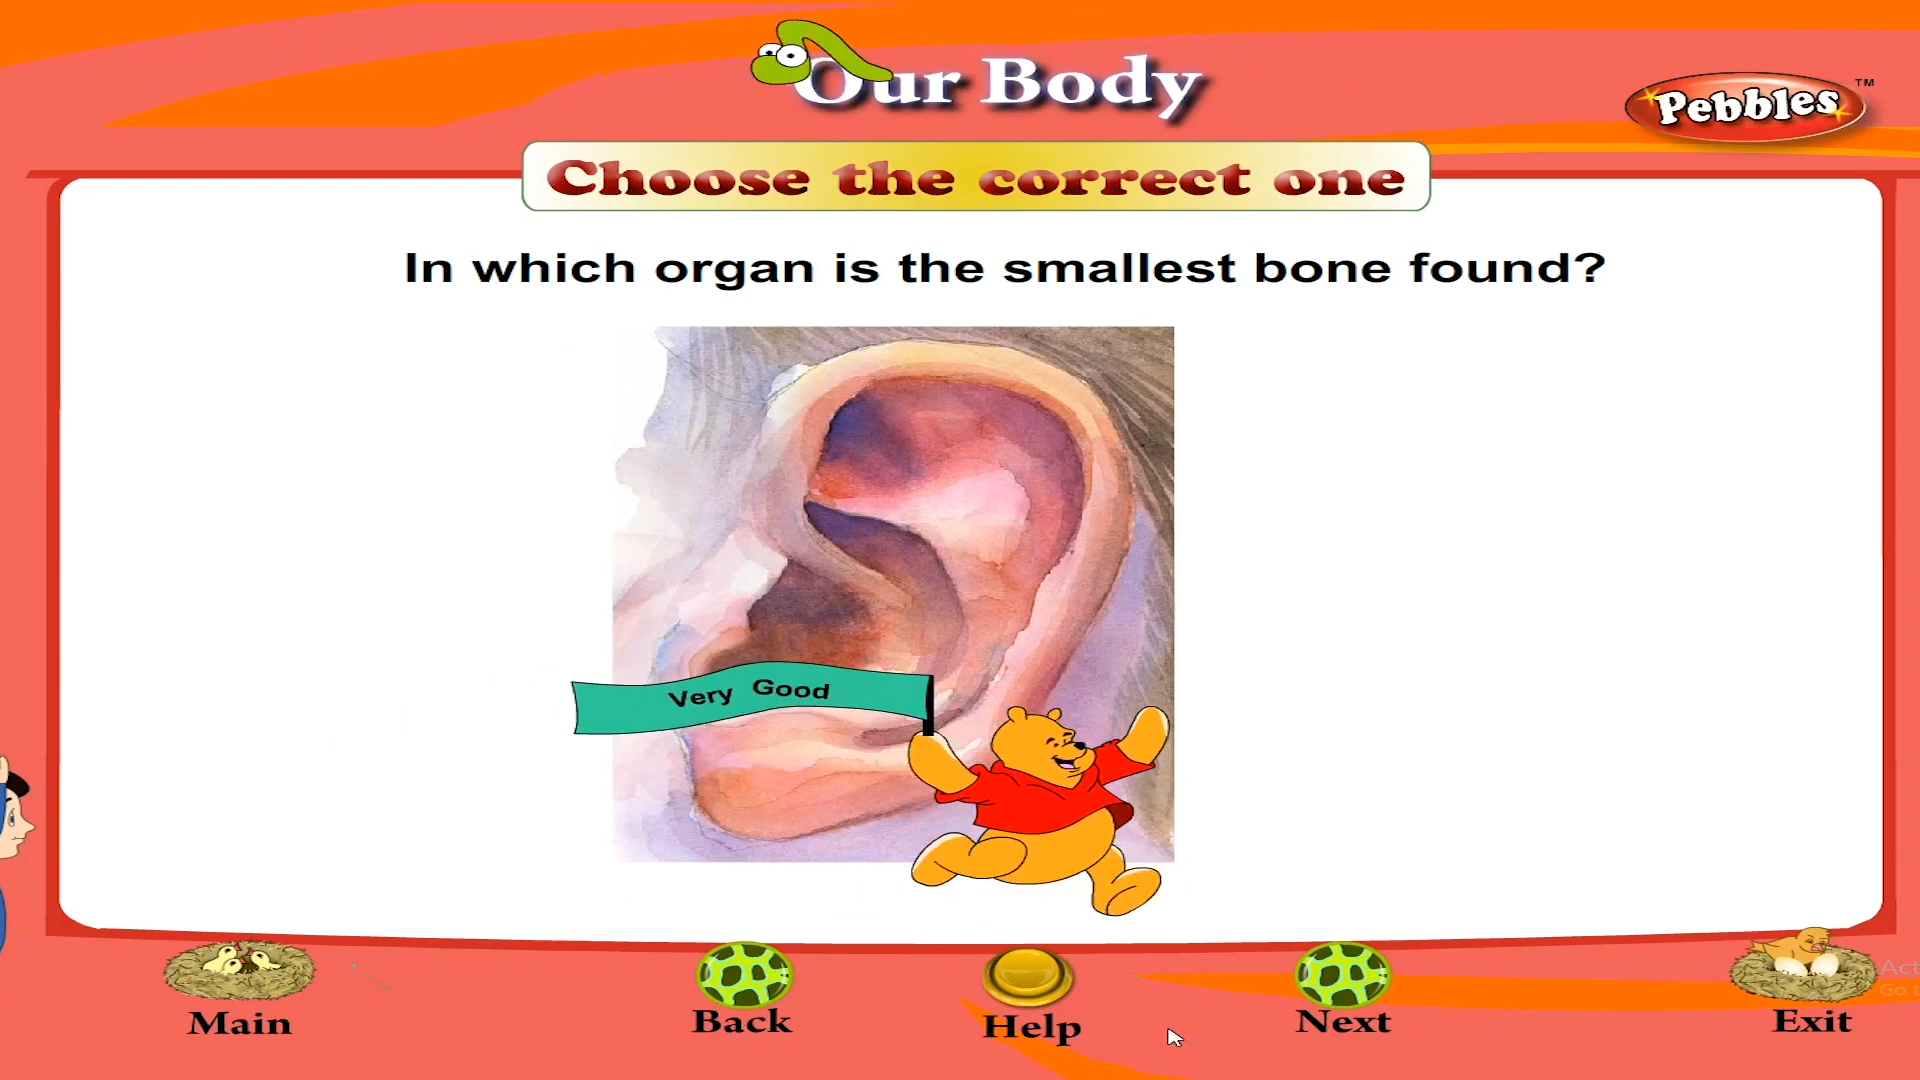 Our Body
Pebbles™
Choose the correct one
In which organ is the smallest bone found?
Very Good
Main
Back
Help
Next
Exit